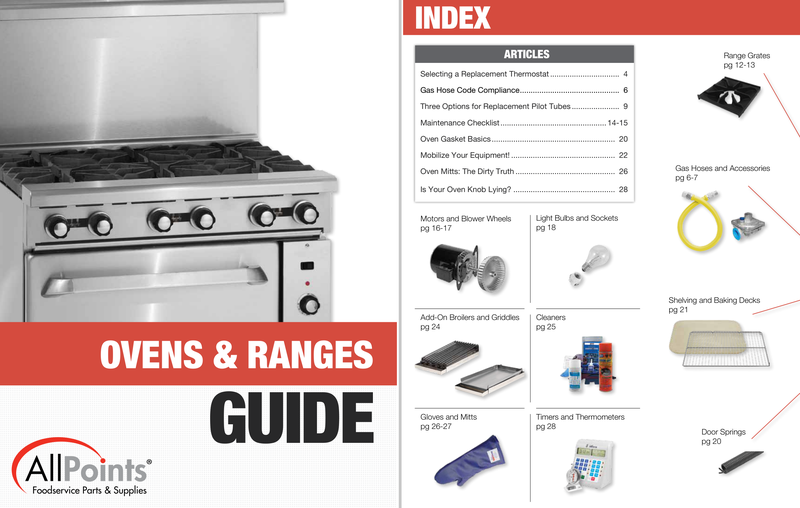 OVENS & RANGES
GUIDE
AllPoints®
Foodservice Parts & Supplies
INDEX
ARTICLES
Selecting a Replacement Thermostat ................................ 4
Gas Hose Code Compliance............................................. 6
Three Options for Replacement Pilot Tubes ...................... 9
Maintenance Checklist ................................................ 14-15
Oven Gasket Basics........................................................ 20
Mobilize Your Equipment! ............................................... 22
Oven Mitts: The Dirty Truth ............................................. 26
Is Your Oven Knob Lying? .............................................. 28
Range Grates
pg 12-13
Gas Hoses and Accessories
pg 6-7
Motors and Blower Wheels
pg 16-17
Light Bulbs and Sockets
pg 18
Shelving and Baking Decks
pg 21
Add-On Broilers and Griddles
pg 24
Cleaners
pg 25
Gloves and Mitts
pg 26-27
Timers and Thermometers
pg 28
Door Springs
pg 20